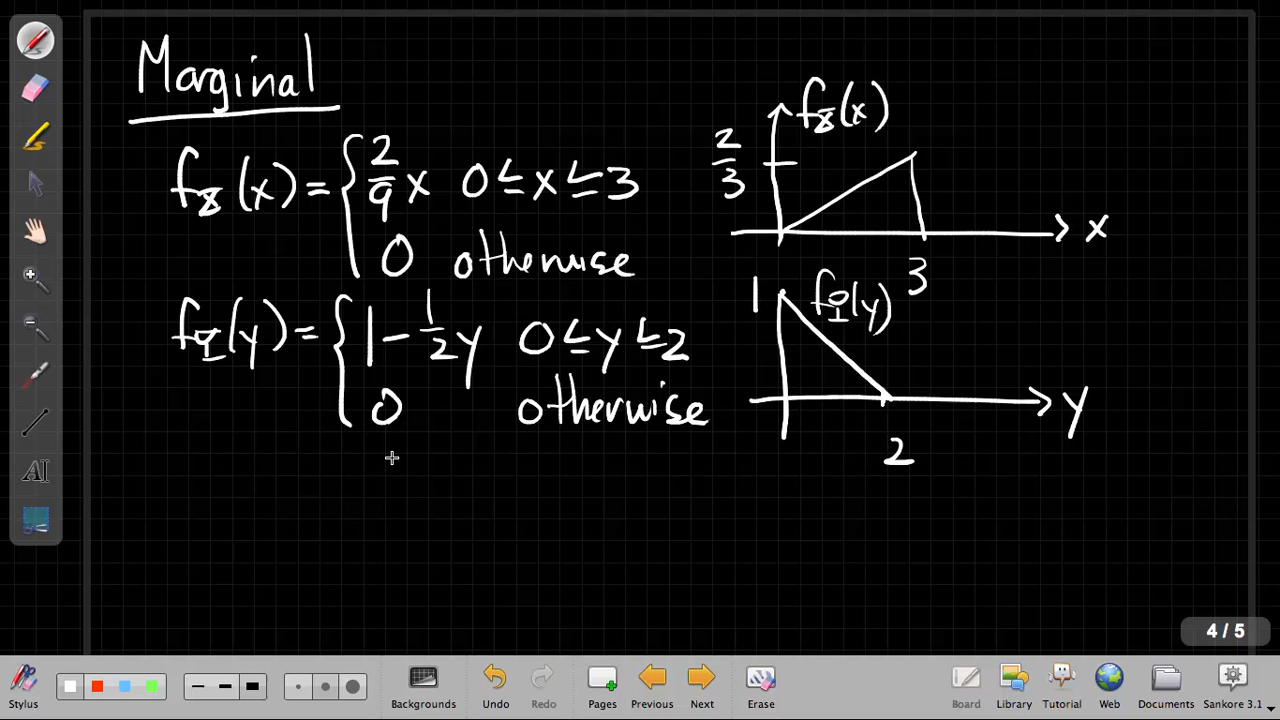 Marginal
f_X(x) = { 2/9 x 0 ≤ x ≤ 3
0 otherwise
f_Y(y) = { 1 - 1/2 y 0 ≤ y ≤ 2
0 otherwise
f_X(x)
2/3
x
3
1
f_Y(y)
y
2
4 / 5
Stylus
Backgrounds
Undo
Redo
Pages
Previous
Next
Erase
Board
Library
Tutorial
Web
Documents
Sankore 3.1
AI